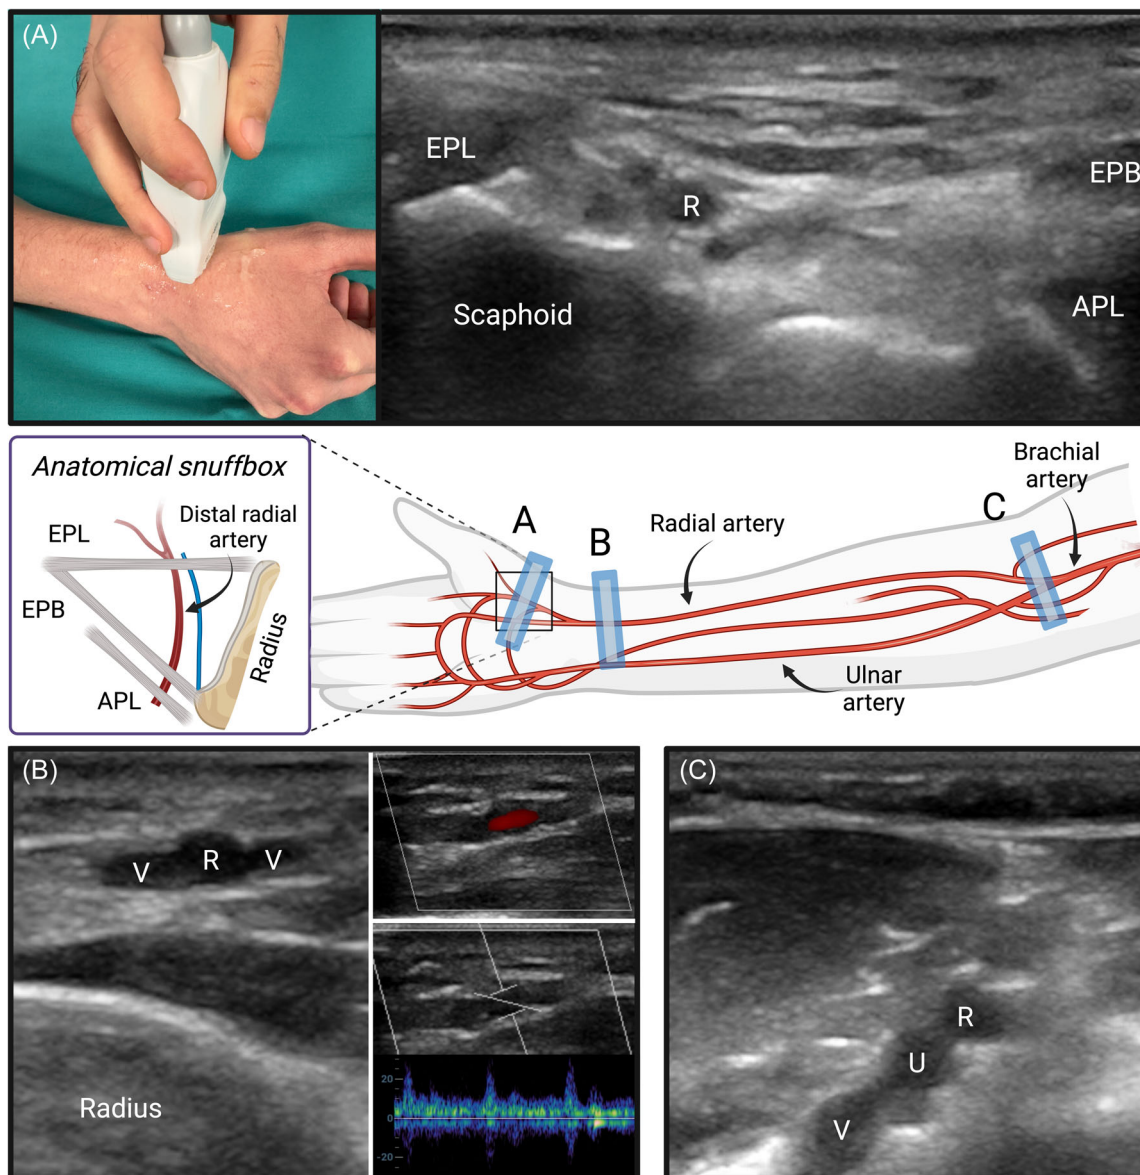 (A)
EPL
EPB
R
Scaphoid
APL
Anatomical snuffbox
EPL
Distal radial
artery
EPB
Radius
APL
A
B
C
Radial artery
Brachial
artery
Ulnar
artery
(B)
V
R
V
Radius
20
0
-20
(C)
R
U
V